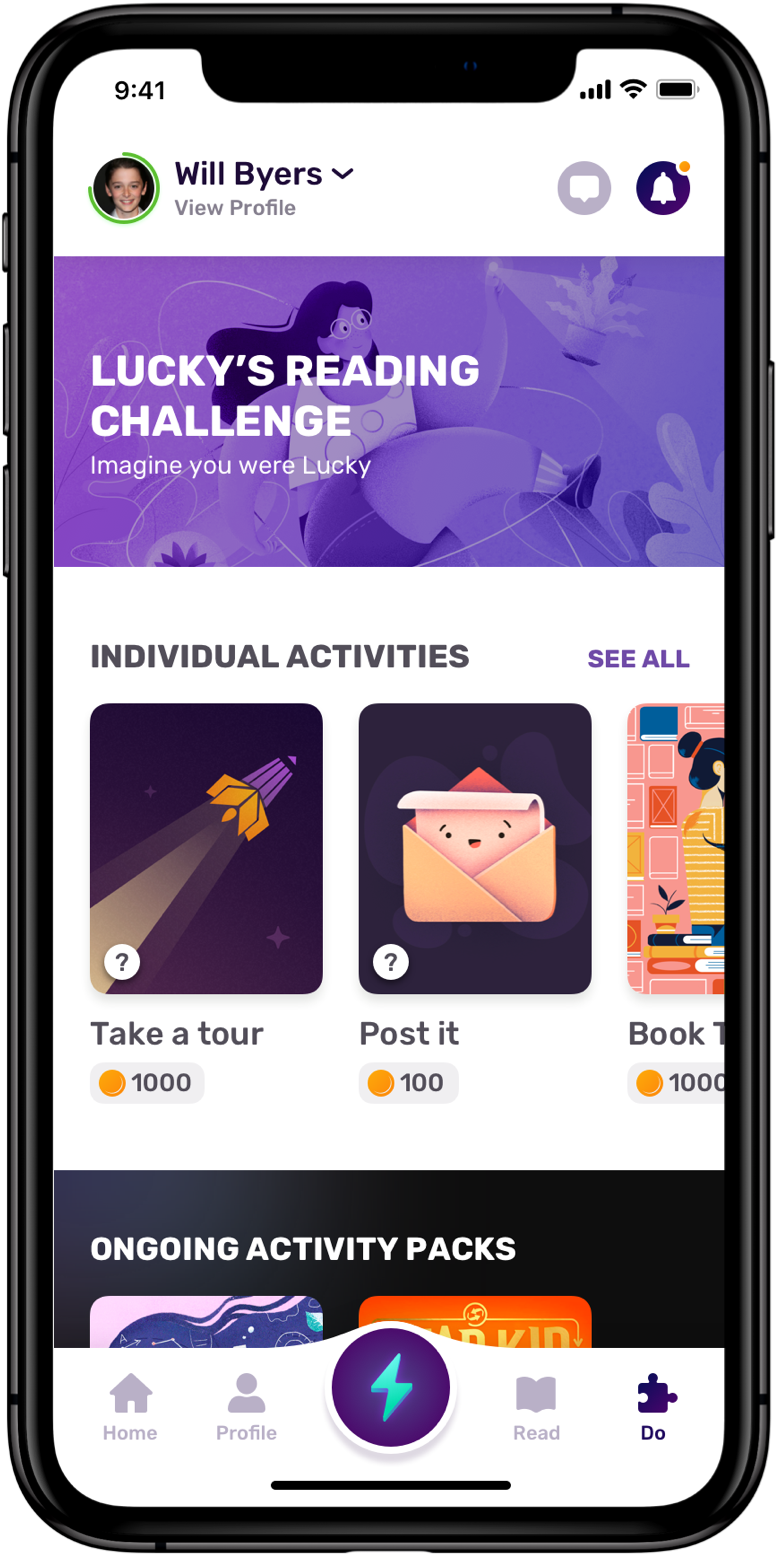 9:41
Will Byers
View Profile
LUCKY'S READING
CHALLENGE
Imagine you were Lucky
INDIVIDUAL ACTIVITIES
SEE ALL
?
?
Take a tour
Post it
Book
1000
100
1000
ONGOING ACTIVITY PACKS
Home
Profile
Read
Do